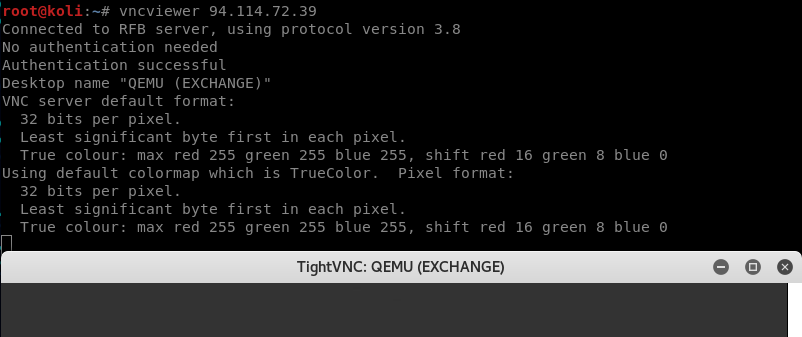 root@koli:~# vncviewer 94.114.72.39
Connected to RFB server, using protocol version 3.8
No authentication needed
Authentication successful
Desktop name "QEMU (EXCHANGE)"
VNC server default format:
  32 bits per pixel.
  Least significant byte first in each pixel.
  True colour: max red 255 green 255 blue 255, shift red 16 green 8 blue 0
Using default colormap which is TrueColor.  Pixel format:
  32 bits per pixel.
  Least significant byte first in each pixel.
  True colour: max red 255 green 255 blue 255, shift red 16 green 8 blue 0
TightVNC: QEMU (EXCHANGE)